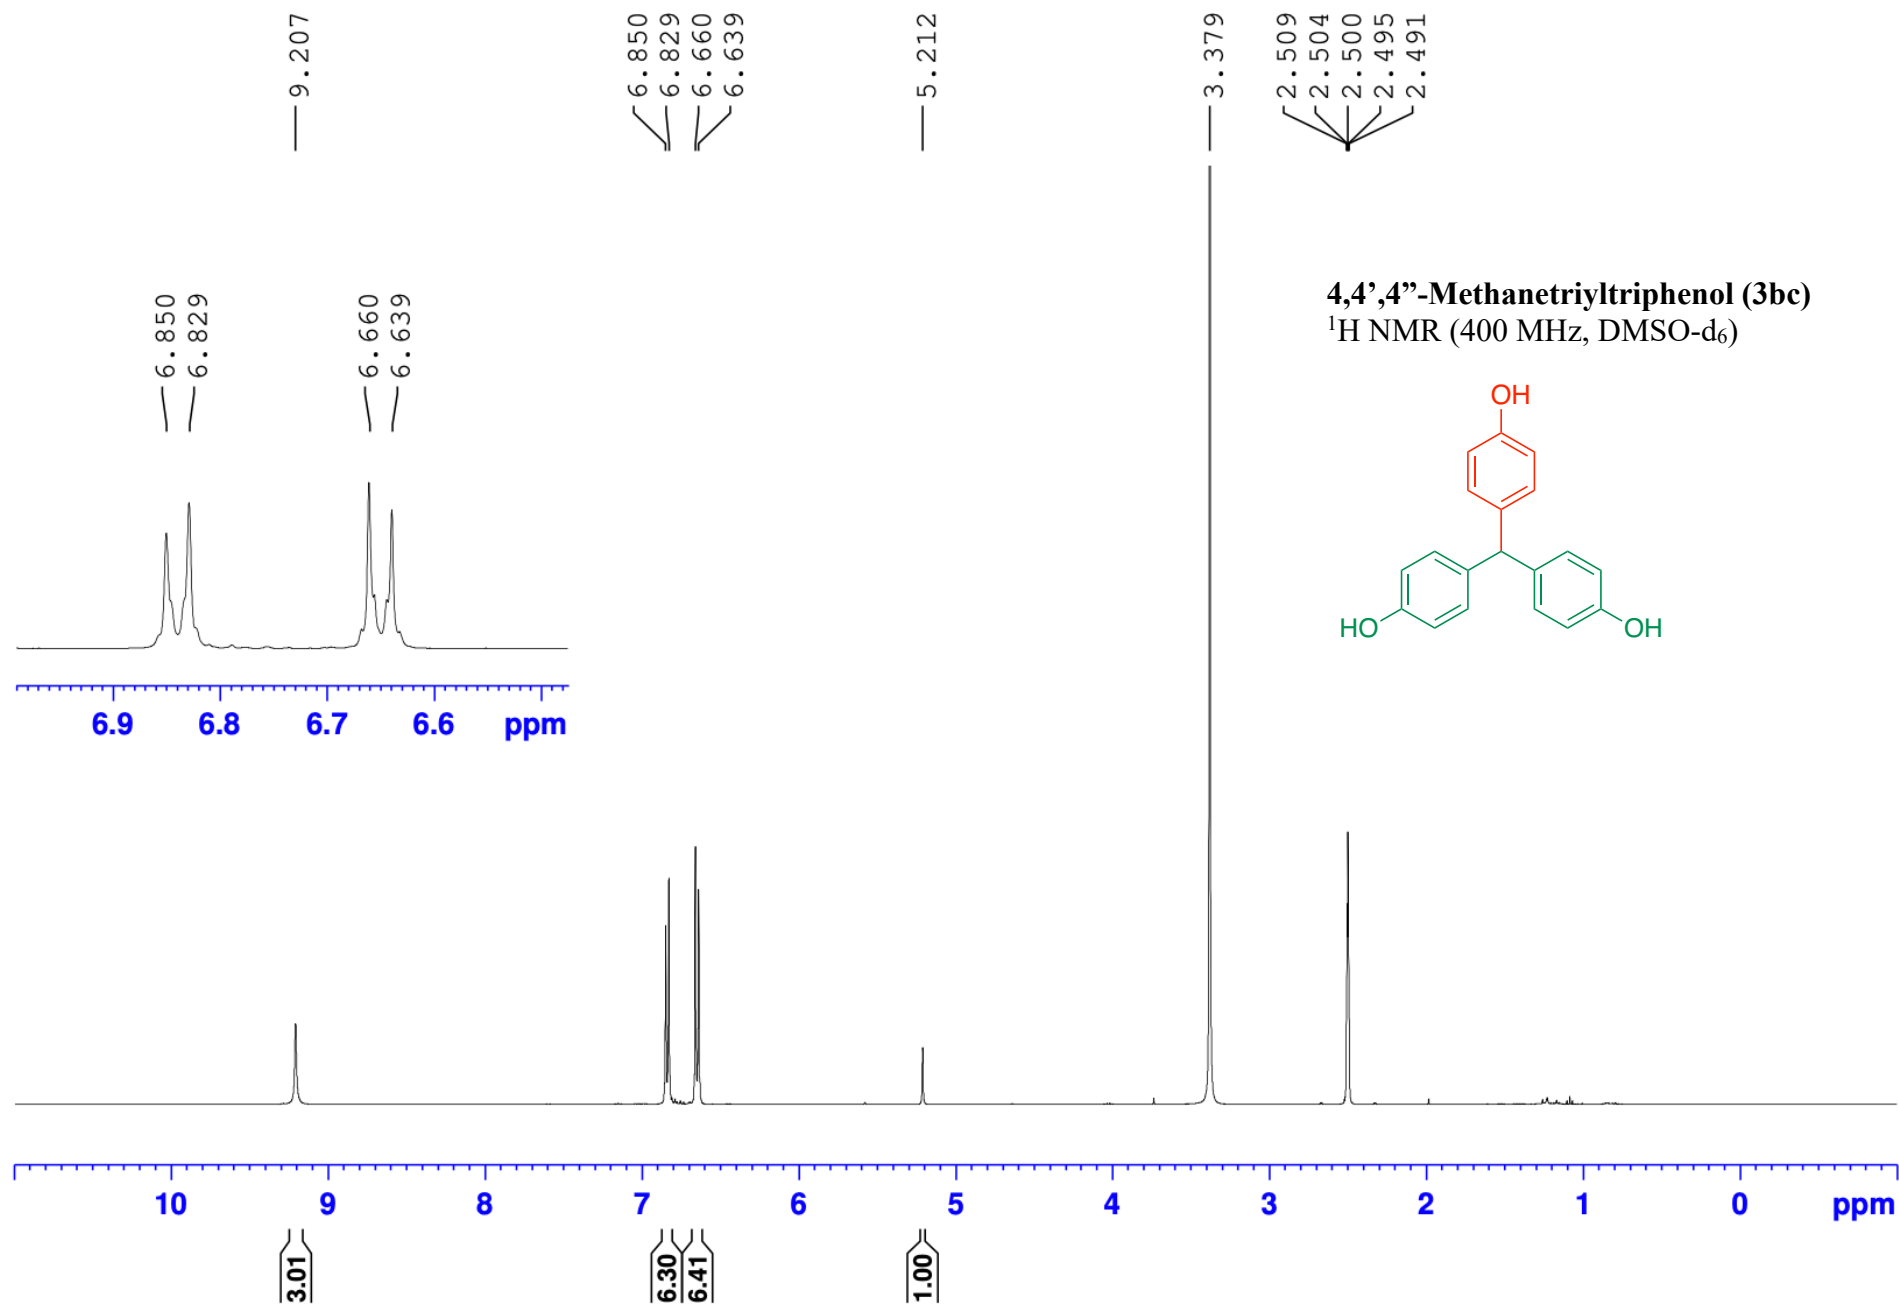 9.207
6.850
6.829
6.660
6.639
5.212
3.379
2.509
2.504
2.500
2.495
2.491
4,4’,4”-Methanetriyltriphenol (3bc)
¹H NMR (400 MHz, DMSO-d₆)
6.850
6.829
6.660
6.639
OH
HO
OH
6.9 6.8 6.7 6.6 ppm
10 9 8 7 6 5 4 3 2 1 0 ppm
3.01
6.30
6.41
1.00